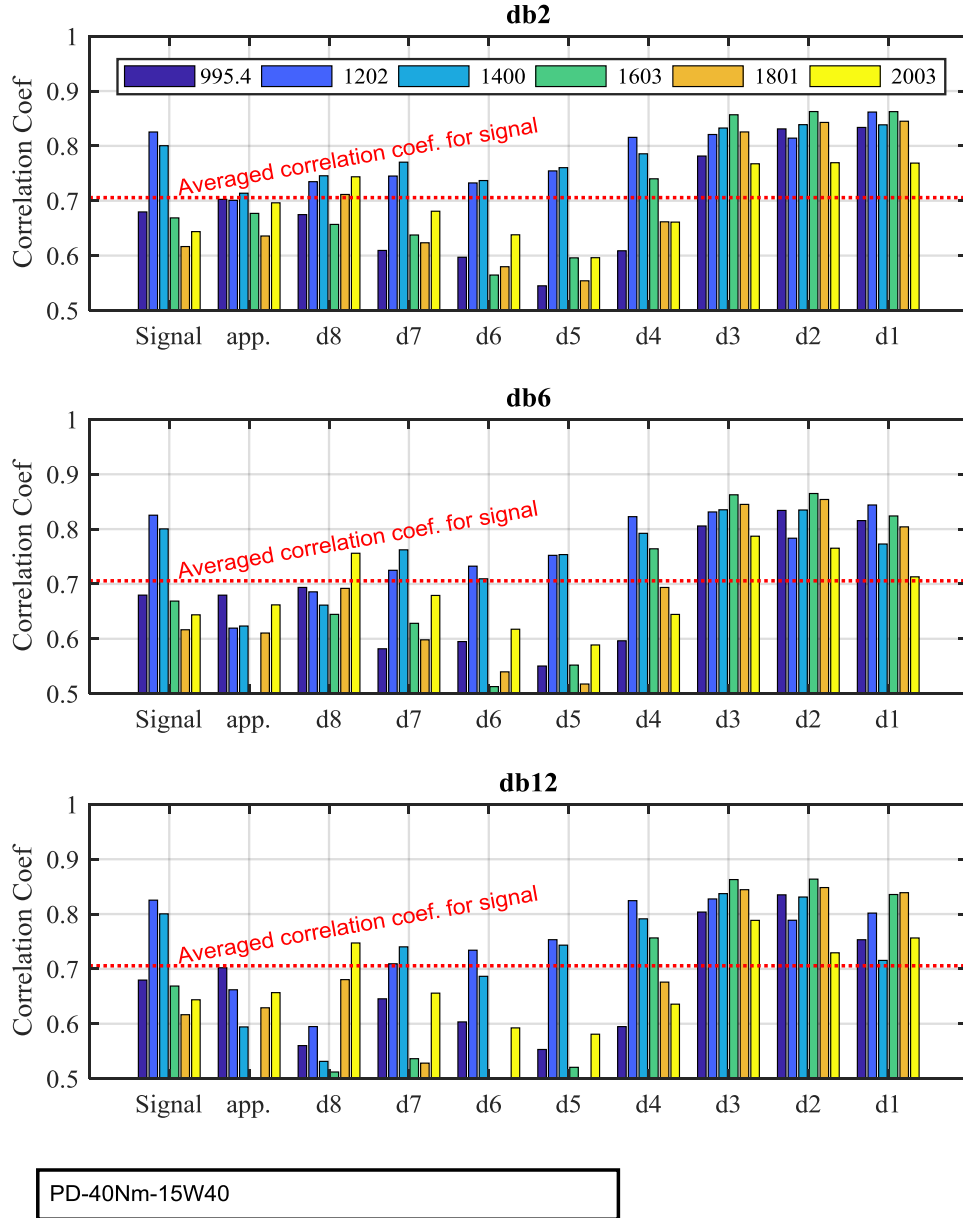 db2
1
0.9
0.8
0.7
0.6
0.5
Correlation Coef
995.4 1202 1400 1603 1801 2003
Averaged correlation coef. for signal
Signal app. d8 d7 d6 d5 d4 d3 d2 d1
db6
1
0.9
0.8
0.7
0.6
0.5
Correlation Coef
Averaged correlation coef. for signal
Signal app. d8 d7 d6 d5 d4 d3 d2 d1
db12
1
0.9
0.8
0.7
0.6
0.5
Correlation Coef
Averaged correlation coef. for signal
Signal app. d8 d7 d6 d5 d4 d3 d2 d1
PD-40Nm-15W40